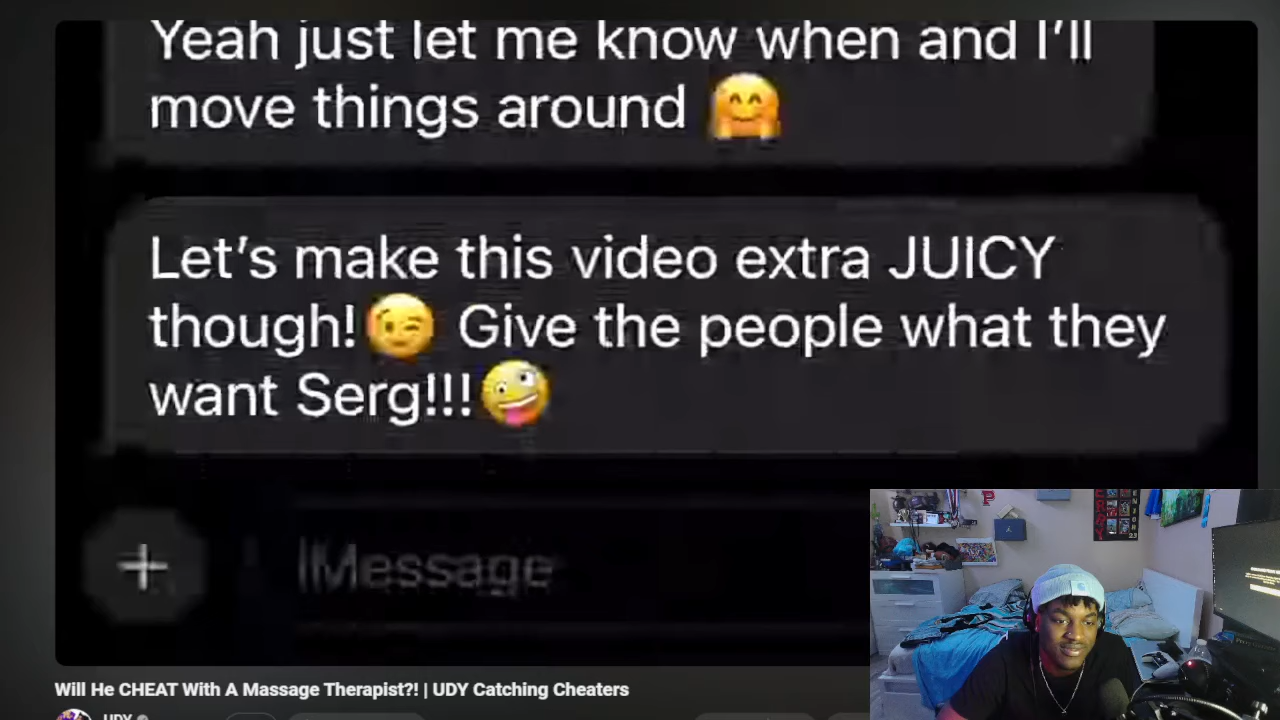 Yeah just let me know when and I'll
move things around 🤗
Let's make this video extra JUICY
though!😉 Give the people what they
want Serg!!!🤪
iMessage
Will He CHEAT With A Massage Therapist?! | UDY Catching Cheaters
UDY